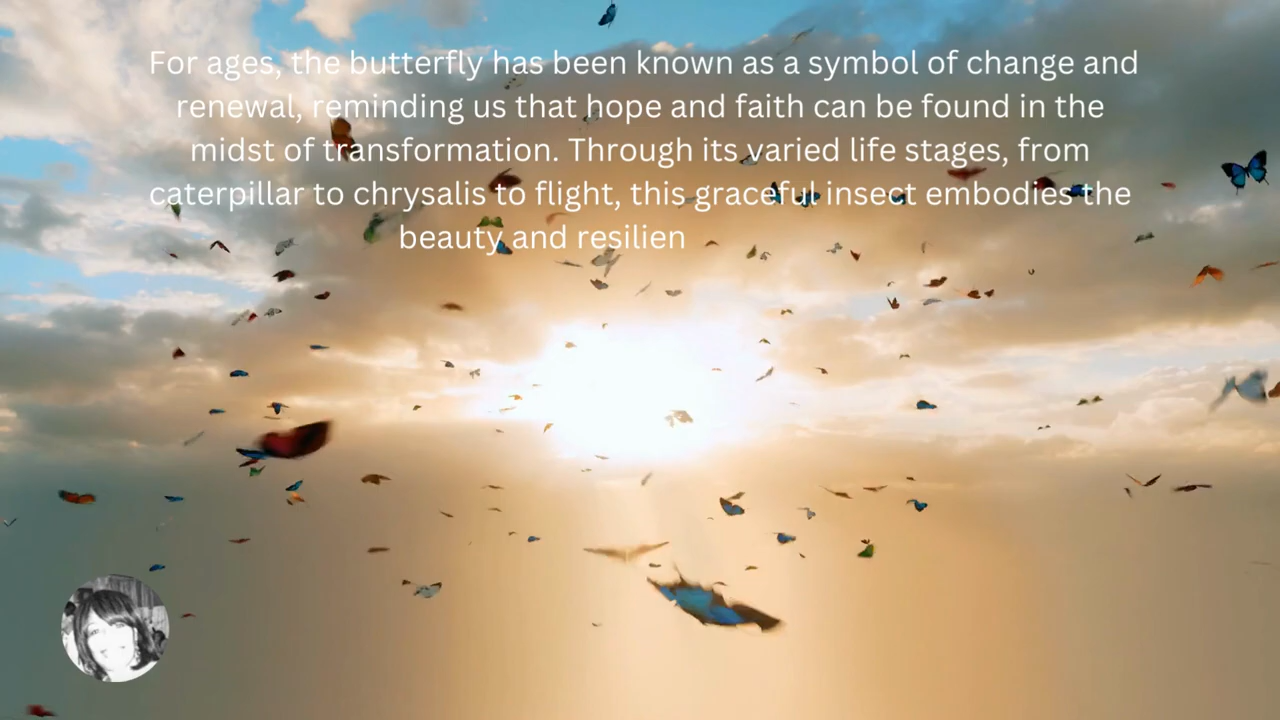 For ages, the butterfly has been known as a symbol of change and
renewal, reminding us that hope and faith can be found in the
midst of transformation. Through its varied life stages, from
caterpillar to chrysalis to flight, this graceful insect embodies the
beauty and resilien